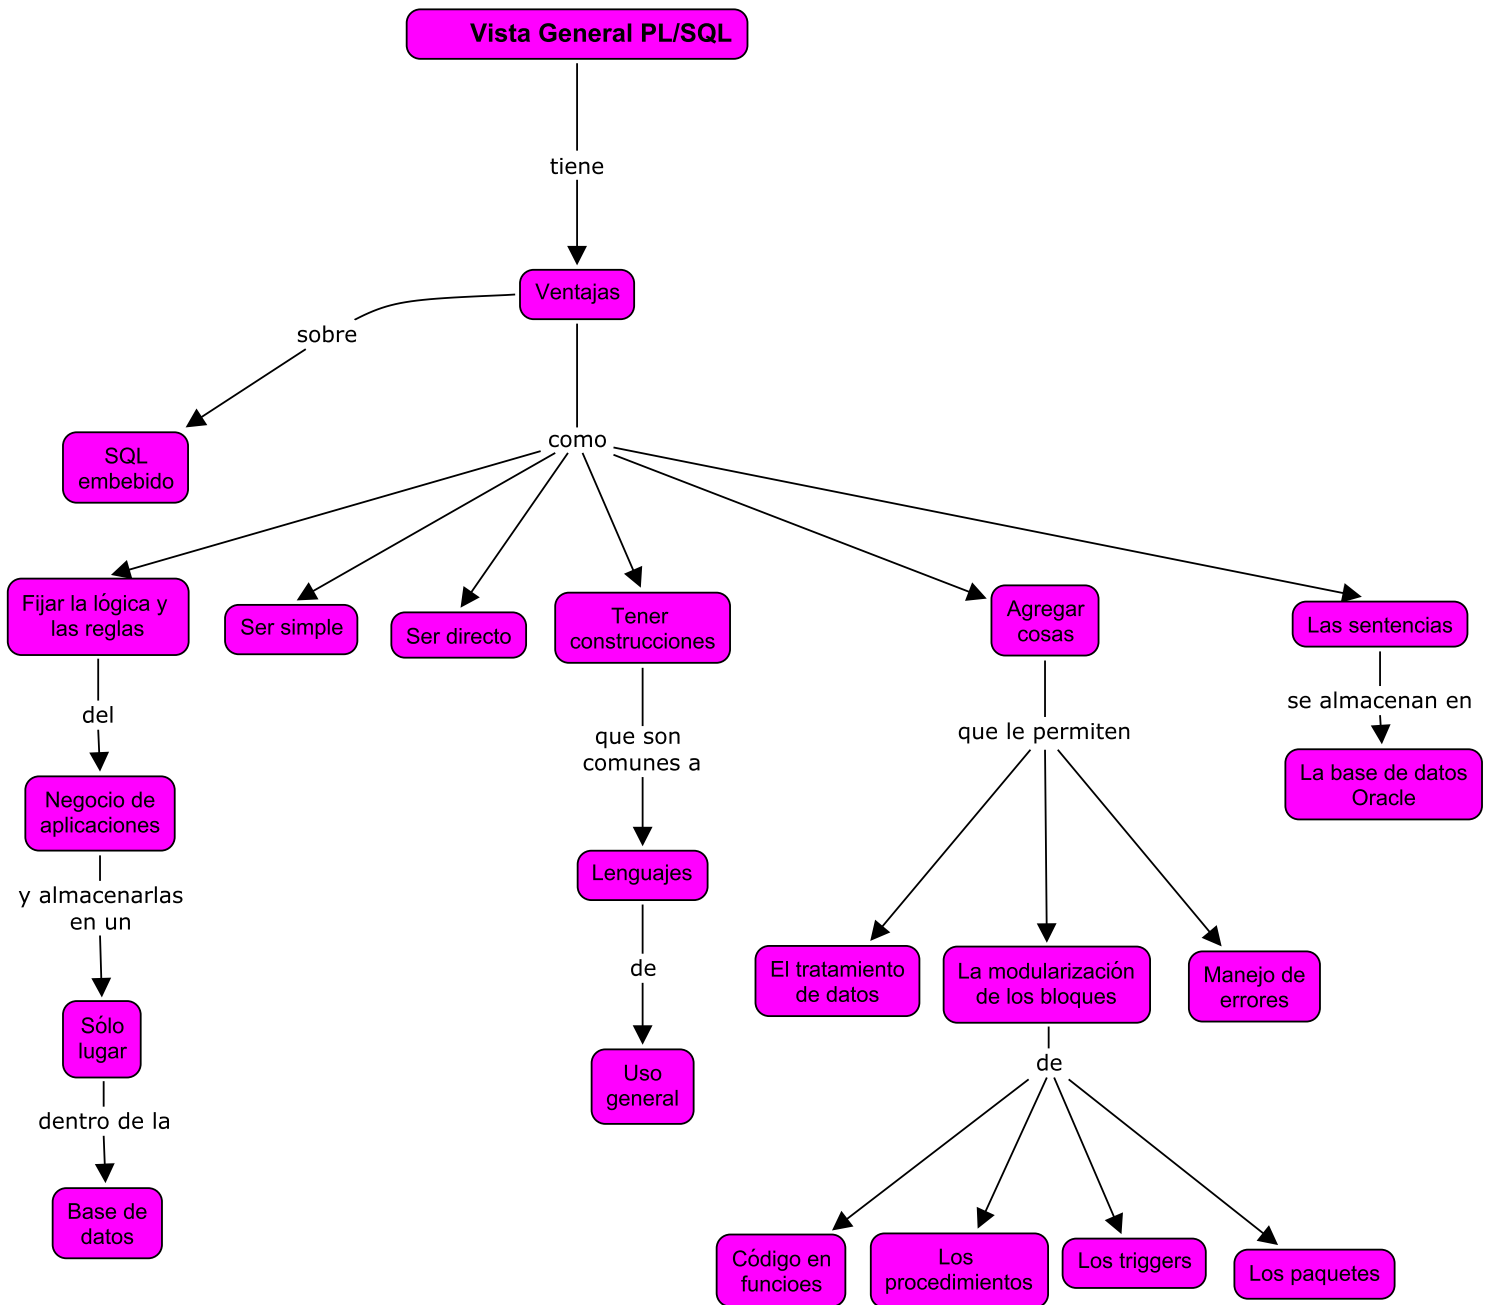 Vista General PL/SQL
tiene
Ventajas
sobre
SQL
embebido
como
Fijar la lógica y
las reglas
Ser simple
Ser directo
Tener
construcciones
Agregar
cosas
Las sentencias
del
que son
comunes a
que le permiten
se almacenan en
Negocio de
aplicaciones
La base de datos
Oracle
y almacenarlas
en un
Lenguajes
de
El tratamiento
de datos
La modularización
de los bloques
Manejo de
errores
Sólo
lugar
Uso
general
de
dentro de la
Base de
datos
Código en
funcioes
Los
procedimientos
Los triggers
Los paquetes